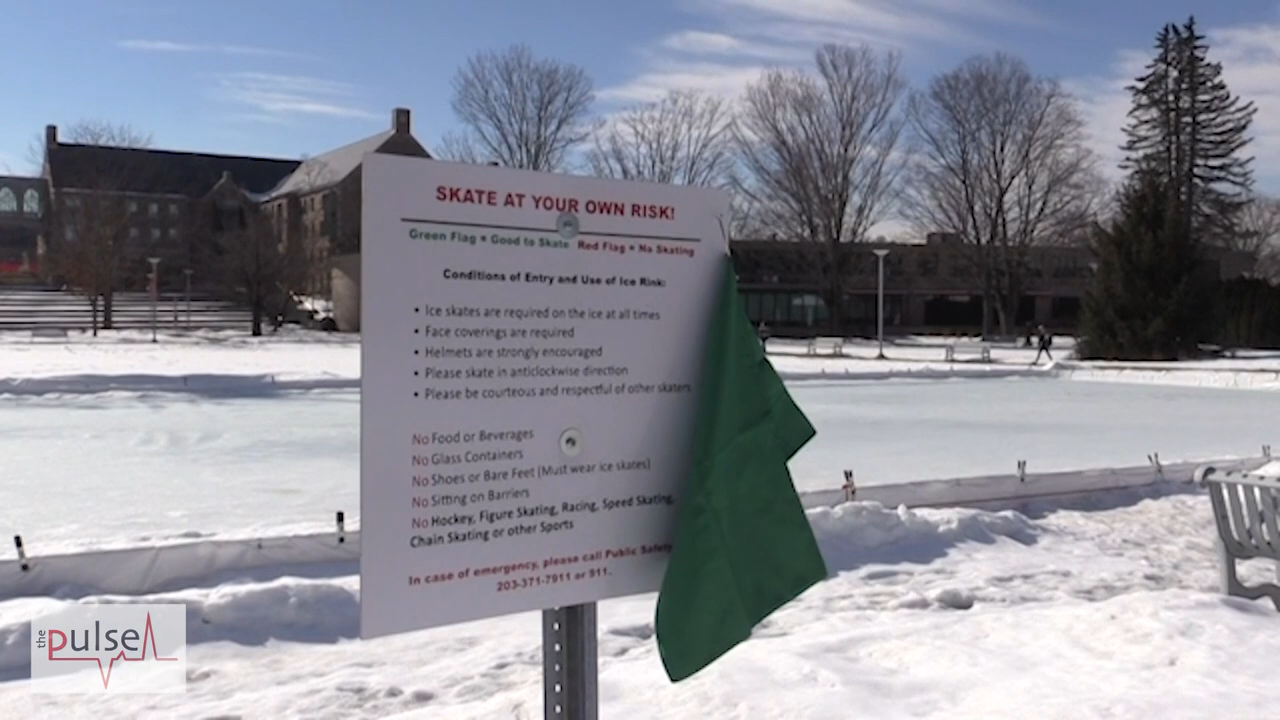 SKATE AT YOUR OWN RISK!
Green Flag = Good to Skate Red Flag = No Skating
Conditions of Entry and Use of Ice Rink:
• Ice skates are required on the ice at all times
• Face coverings are required
• Helmets are strongly encouraged
• Please skate in anticlockwise direction
• Please be courteous and respectful of other skaters
No Food or Beverages
No Glass Containers
No Shoes or Bare Feet (Must wear ice skates)
No Sitting on Barriers
No Hockey, Figure Skating, Racing, Speed Skating,
Chain Skating or other Sports
In case of emergency, please call Public Safety
203-371-7911 or 911.
the pulse